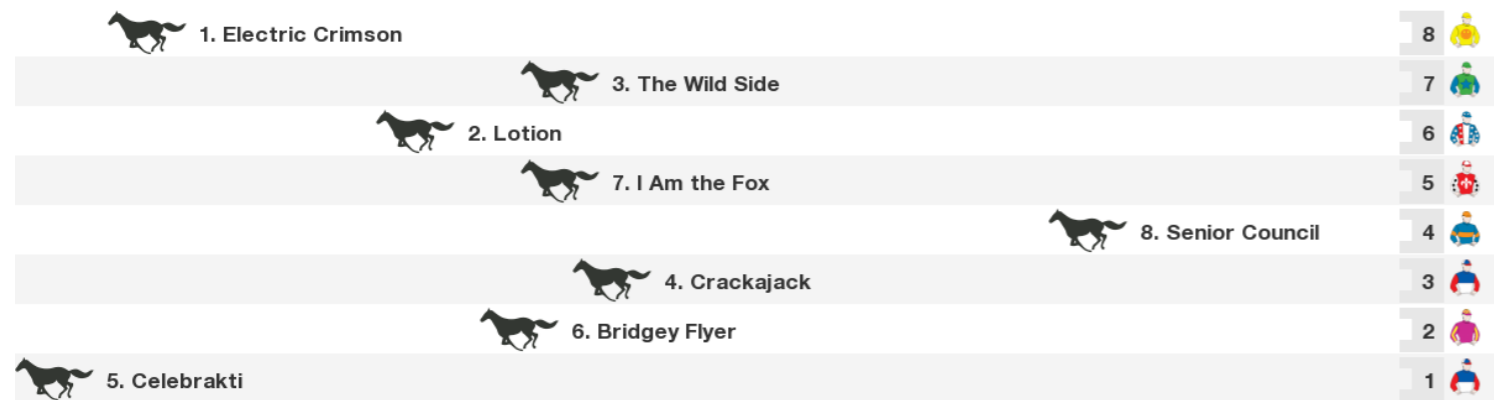 1. Electric Crimson 8
3. The Wild Side 7
2. Lotion 6
7. I Am the Fox 5
8. Senior Council 4
4. Crackajack 3
6. Bridgey Flyer 2
5. Celebrakti 1